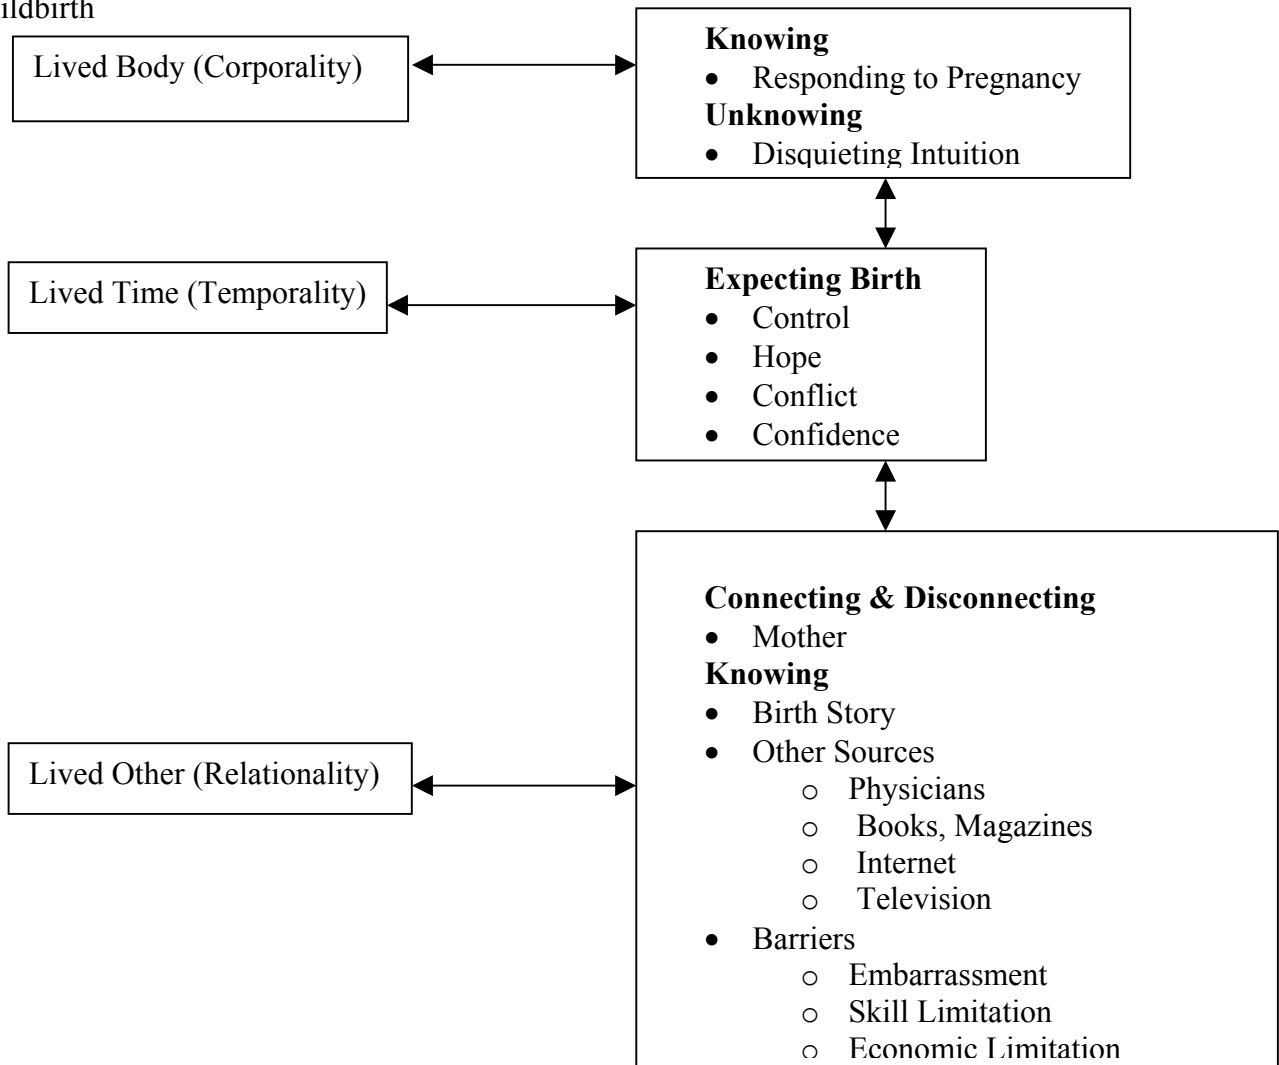 ildbirth
Lived Body (Corporality)
Knowing
• Responding to Pregnancy
Unknowing
• Disquieting Intuition
Lived Time (Temporality)
Expecting Birth
• Control
• Hope
• Conflict
• Confidence
Lived Other (Relationality)
Connecting & Disconnecting
• Mother
Knowing
• Birth Story
• Other Sources
o Physicians
o Books, Magazines
o Internet
o Television
• Barriers
o Embarrassment
o Skill Limitation
o Economic Limitation